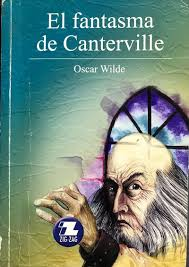 El fantasma
de Canterville
Oscar Wilde
ZIG-ZAG